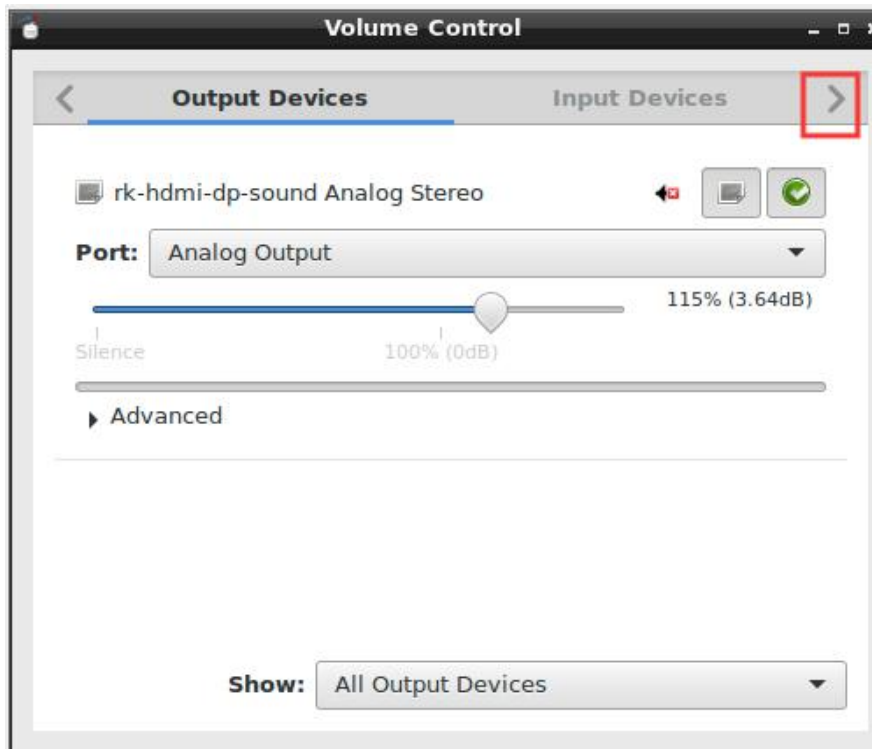 Volume Control
Output Devices Input Devices
rk-hdmi-dp-sound Analog Stereo
Port: Analog Output
115% (3.64dB)
Silence 100% (0dB)
Advanced
Show: All Output Devices